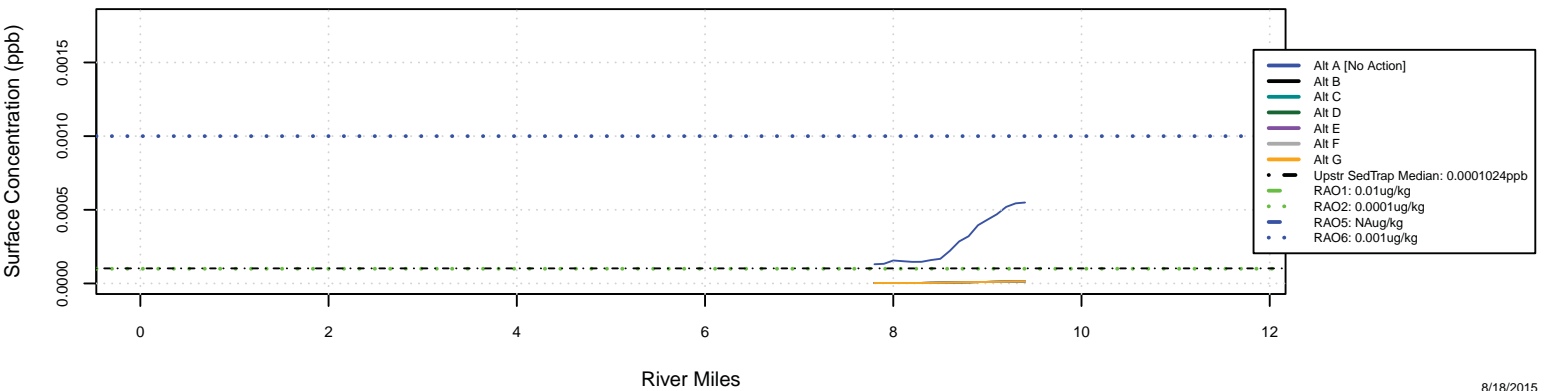 Surface Concentration (ppb)
0.0015
0.0010
0.0005
0.0000
0 2 4 6 8 10 12
River Miles
Alt A [No Action]
Alt B
Alt C
Alt D
Alt E
Alt F
Alt G
Upstr SedTrap Median: 0.0001024ppb
RAO1: 0.01ug/kg
RAO2: 0.0001ug/kg
RAO5: NAug/kg
RAO6: 0.001ug/kg
8/18/2015